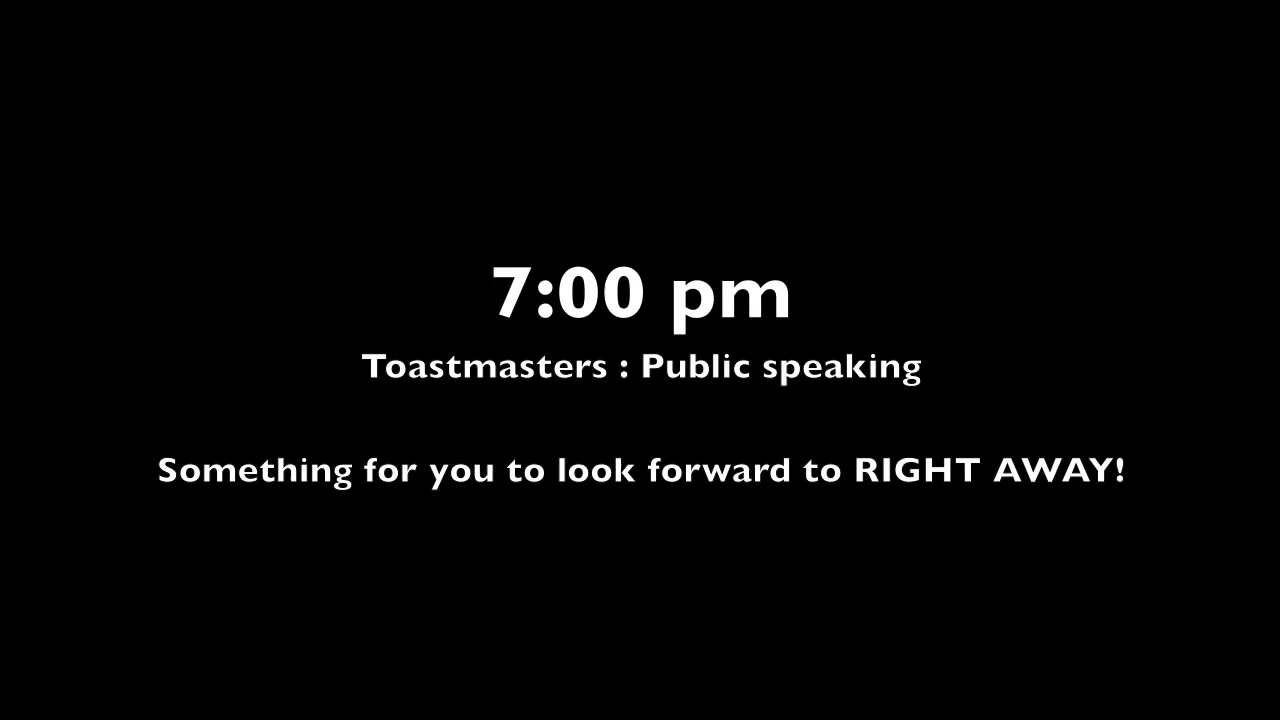 7:00 pm
Toastmasters : Public speaking
Something for you to look forward to RIGHT AWAY!